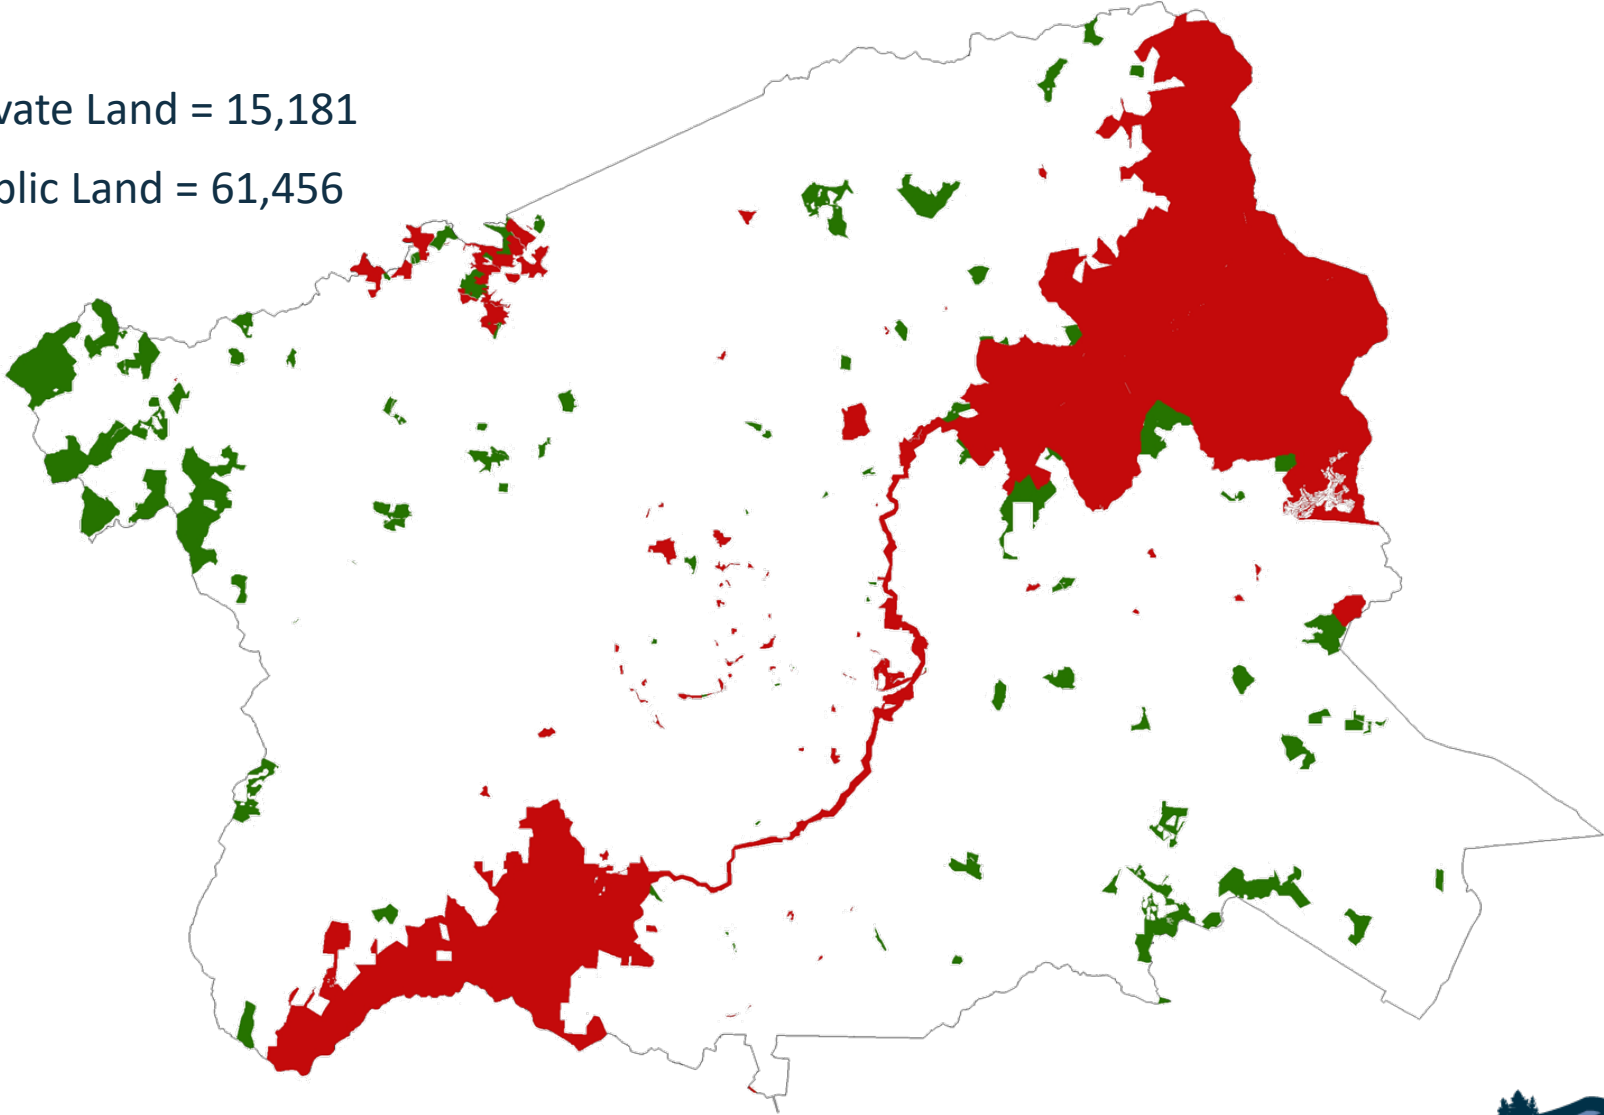 vate Land = 15,181
blic Land = 61,456